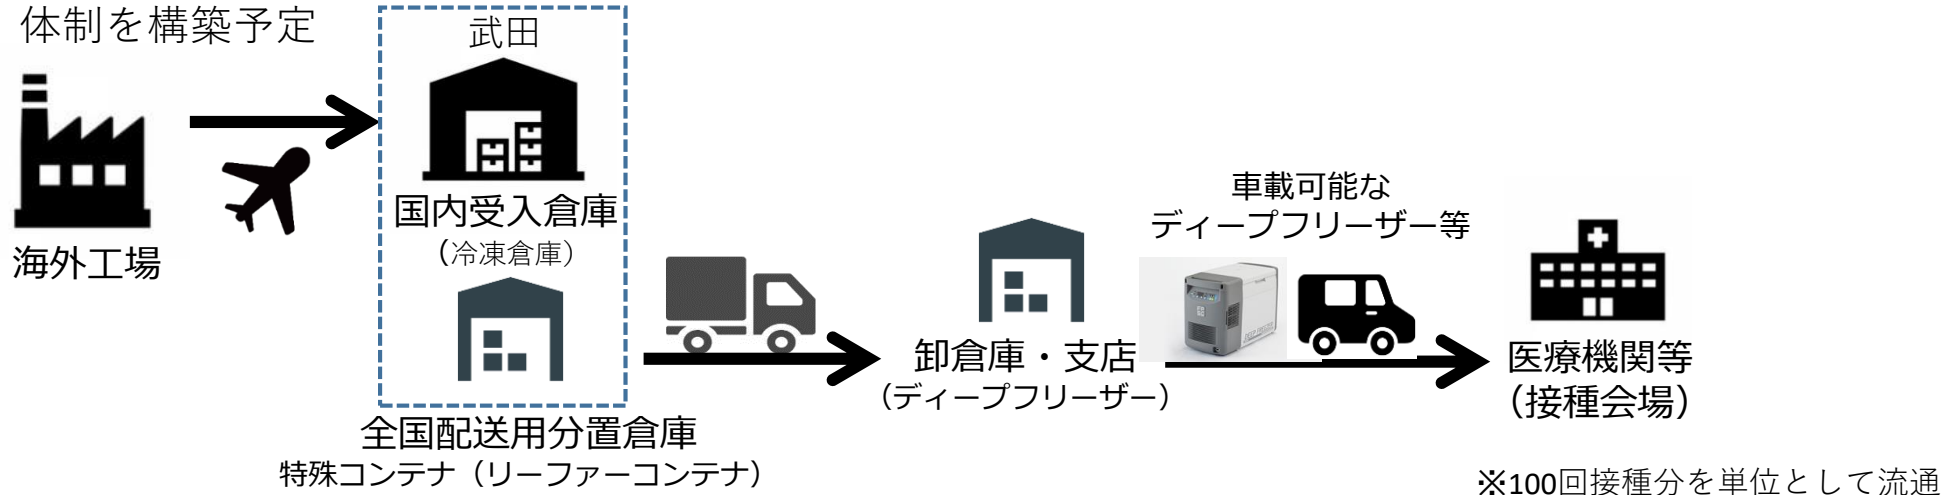 体制を構築予定
武田
海外工場
国内受入倉庫
（冷凍倉庫）
全国配送用分置倉庫
特殊コンテナ（リーファーコンテナ）
卸倉庫・支店
（ディープフリーザー）
車載可能な
ディープフリーザー等
医療機関等
（接種会場）
※100回接種分を単位として流通